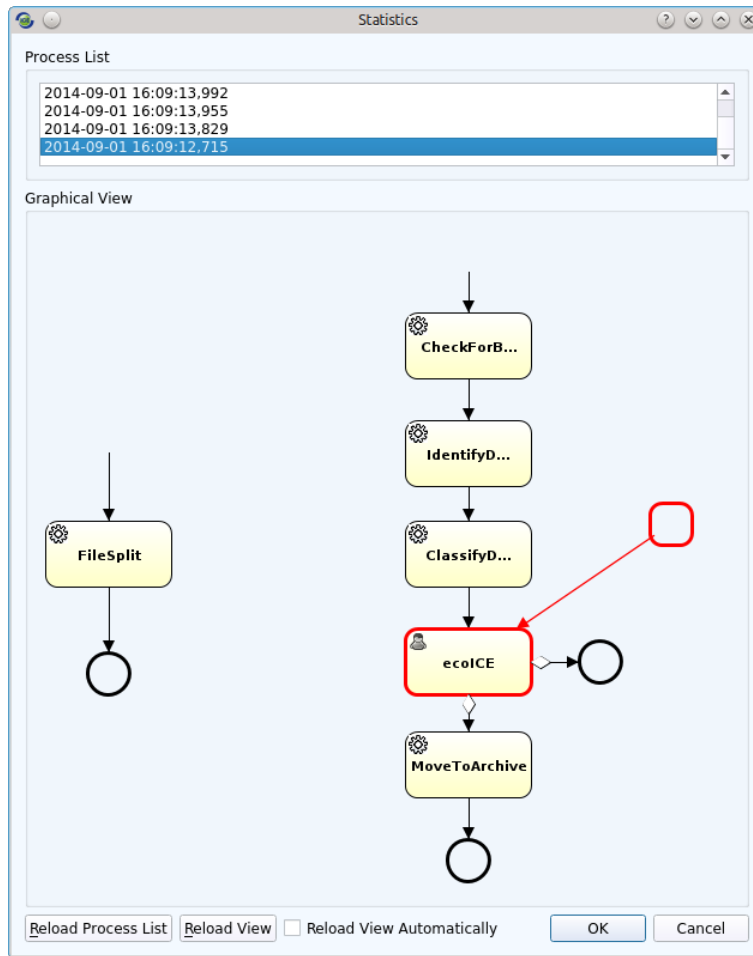 Statistics
Process List
2014-09-01 16:09:13,992
2014-09-01 16:09:13,955
2014-09-01 16:09:13,829
2014-09-01 16:09:12,715
Graphical View
CheckForB...
IdentifyD...
FileSplit
ClassifyD...
ecoICE
MoveToArchive
Reload Process List Reload View Reload View Automatically OK Cancel